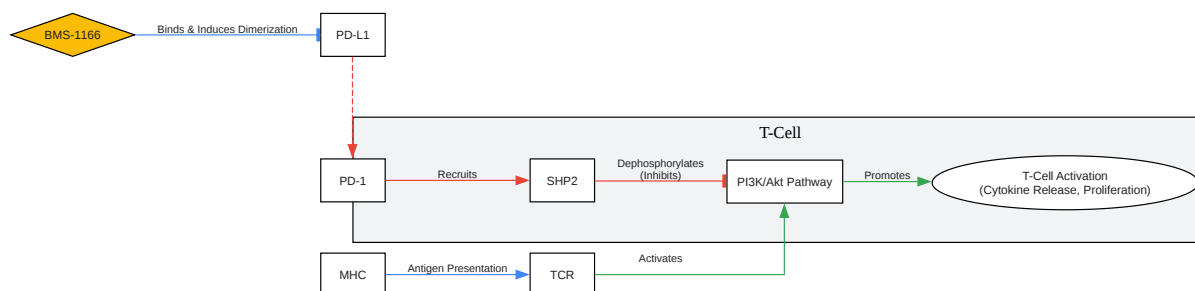 BMS-1166
Binds & Induces Dimerization
PD-L1
T-Cell
PD-1
Recruits
SHP2
Dephosphorylates
(Inhibits)
PI3K/Akt Pathway
Promotes
T-Cell Activation
(Cytokine Release, Proliferation)
MHC
Antigen Presentation
TCR
Activates